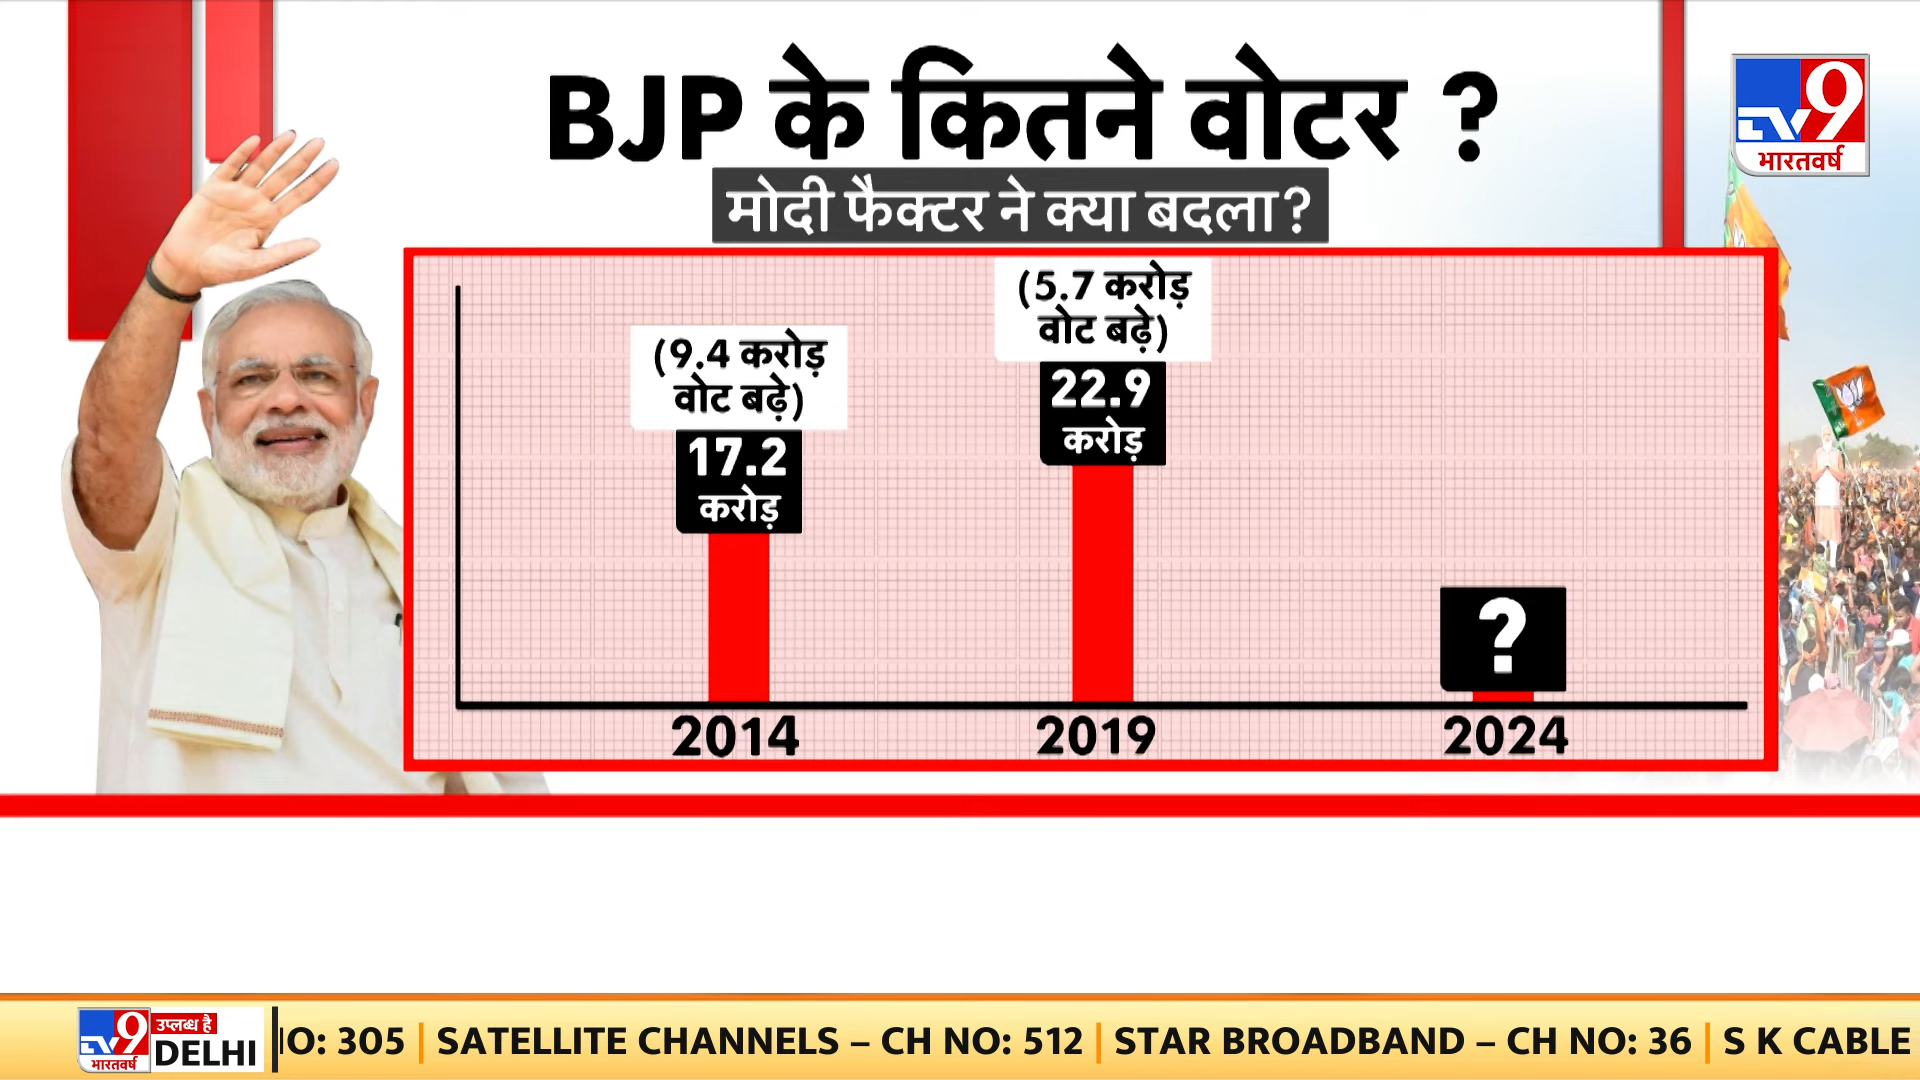 BJP के कितने वोटर ?
मोदी फैक्टर ने क्या बदला?
TV9
भारतवर्ष
(9.4 करोड़
वोट बढ़े)
17.2
करोड़
(5.7 करोड़
वोट बढ़े)
22.9
करोड़
?
2014 2019 2024
TV9
भारतवर्ष
उपलब्ध है
DELHI
IO: 305 | SATELLITE CHANNELS – CH NO: 512 | STAR BROADBAND – CH NO: 36 | S K CABLE